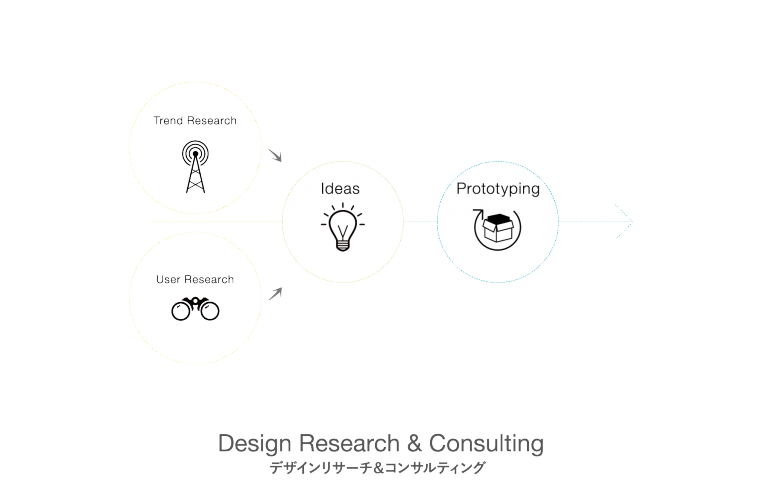 Trend Research
User Research
Ideas
Prototyping
Design Research & Consulting
デザインリサーチ&コンサルティング